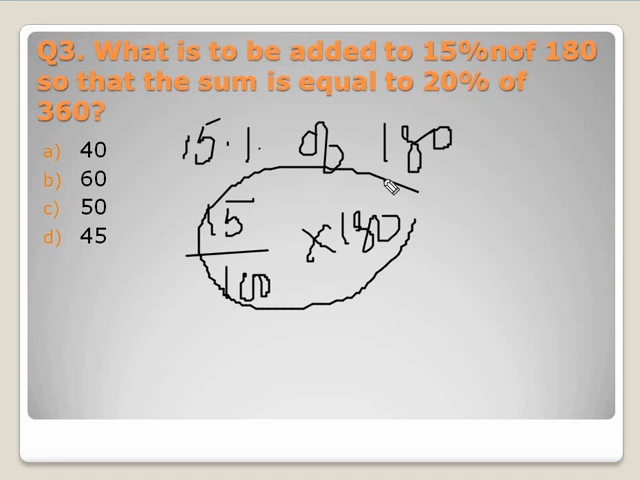 Q3. What is to be added to 15%nof 180
so that the sum is equal to 20% of
360?
a) 40
b) 60
c) 50
d) 45
15 % of 180
15
100
× 180